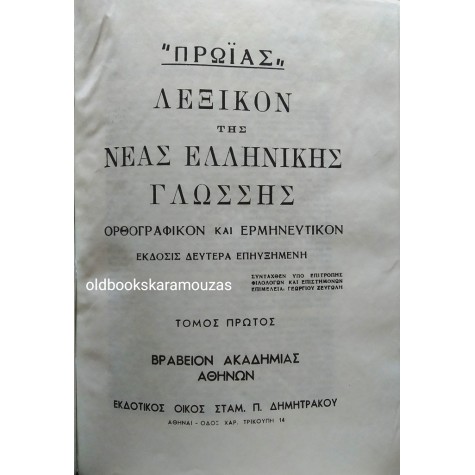 "ΠΡΩΪΑΣ„
ΛΕΞΙΚΟΝ
ΤΗΣ
ΝΕΑΣ ΕΛΛΗΝΙΚΗΣ
ΓΛΩΣΣΗΣ
ΟΡΘΟΓΡΑΦΙΚΟΝ ΚΑΙ ΕΡΜΗΝΕΥΤΙΚΟΝ
ΕΚΔΟΣΙΣ ΔΕΥΤΕΡΑ ΕΠΗΥΞΗΜΕΝΗ
ΣΥΝΤΑΧΘΕΝ ΥΠΟ ΕΠΙΤΡΟΠΗΣ
ΦΙΛΟΛΟΓΩΝ ΚΑΙ ΕΠΙΣΤΗΜΟΝΩΝ
ΕΠΙΜΕΛΕΙΑ: ΓΕΩΡΓΙΟΥ ΖΕΥΓΩΛΗ
oldbookskaramouzas
ΤΟΜΟΣ ΠΡΩΤΟΣ
ΒΡΑΒΕΙΟΝ ΑΚΑΔΗΜΙΑΣ
ΑΘΗΝΩΝ
ΕΚΔΟΤΙΚΟΣ ΟΙΚΟΣ ΣΤΑΜ. Π. ΔΗΜΗΤΡΑΚΟΥ
ΑΘΗΝΑΙ - ΟΔΟΣ ΧΑΡ. ΤΡΙΚΟΥΠΗ 14